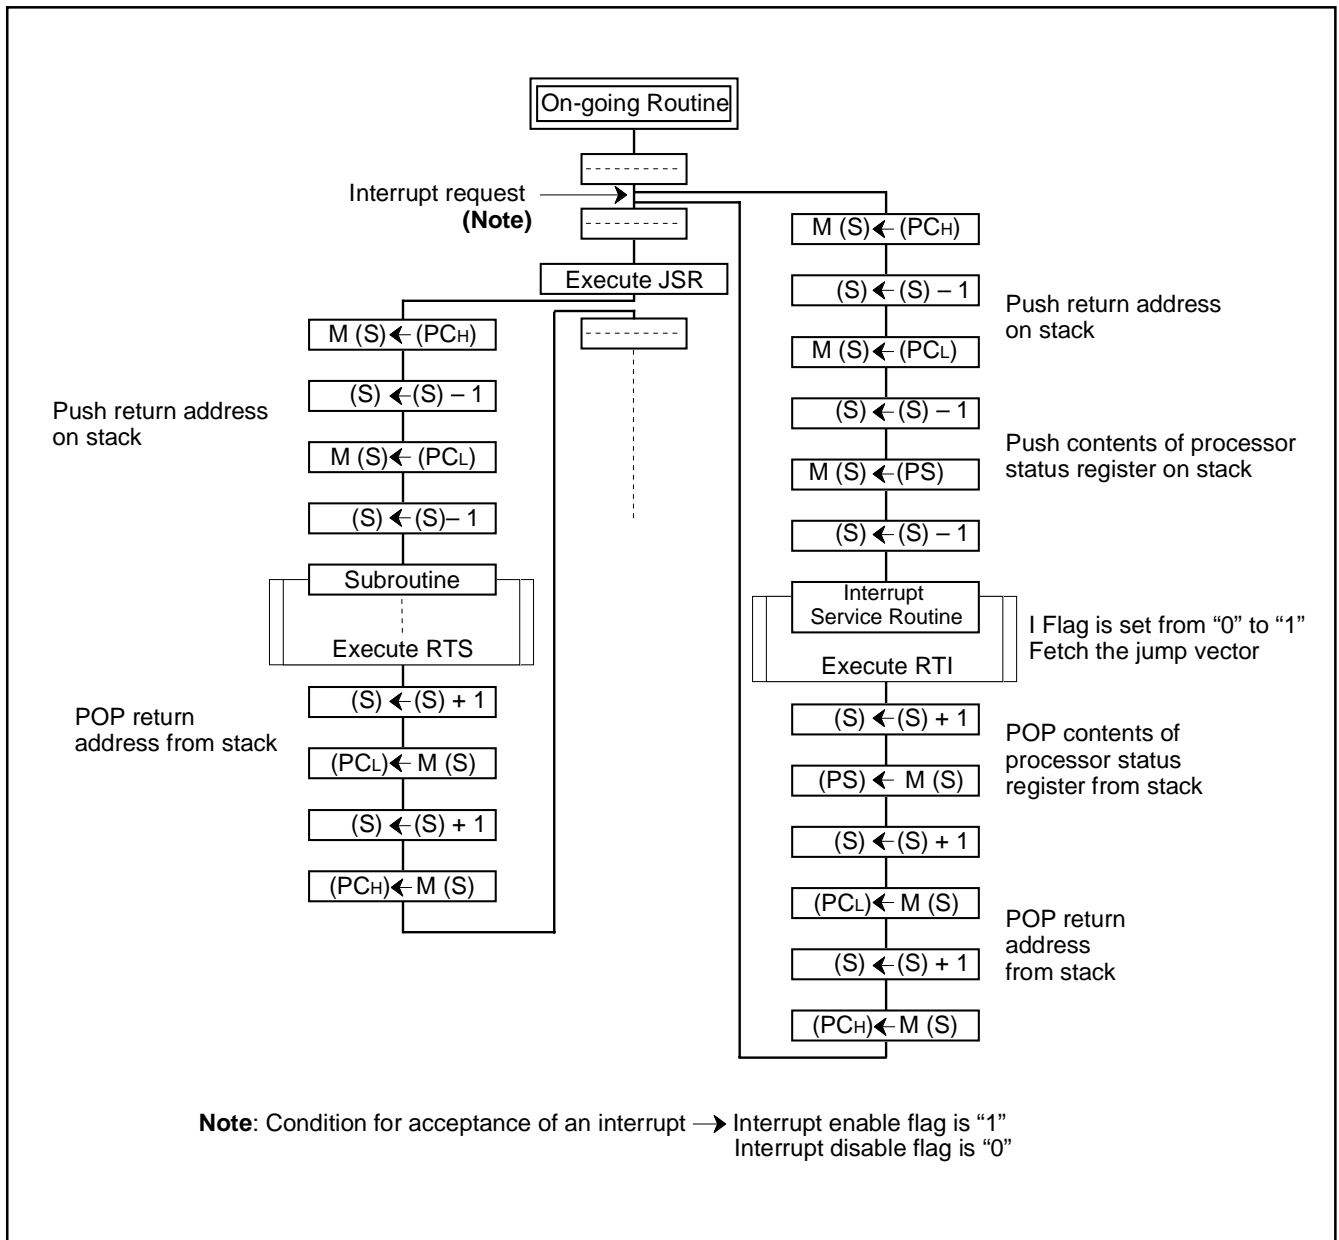 On-going Routine
Interrupt request
(Note)
Execute JSR
M (S) ← (PCH)
(S) ← (S) – 1
M (S) ← (PCL)
(S) ← (S)– 1
Push return address
on stack
Subroutine
Execute RTS
(S) ← (S) + 1
(PCL) ← M (S)
(S) ← (S) + 1
(PCH) ← M (S)
POP return
address from stack
M (S) ← (PCH)
(S) ← (S) – 1
M (S) ← (PCL)
(S) ← (S) – 1
M (S) ← (PS)
(S) ← (S) – 1
Push return address
on stack
Push contents of processor
status register on stack
Interrupt
Service Routine
Execute RTI
I Flag is set from “0” to “1”
Fetch the jump vector
(S) ← (S) + 1
(PS) ← M (S)
(S) ← (S) + 1
(PCL) ← M (S)
(S) ← (S) + 1
(PCH) ← M (S)
POP contents of
processor status
register from stack
POP return
address
from stack
Note: Condition for acceptance of an interrupt → Interrupt enable flag is “1”
Interrupt disable flag is “0”